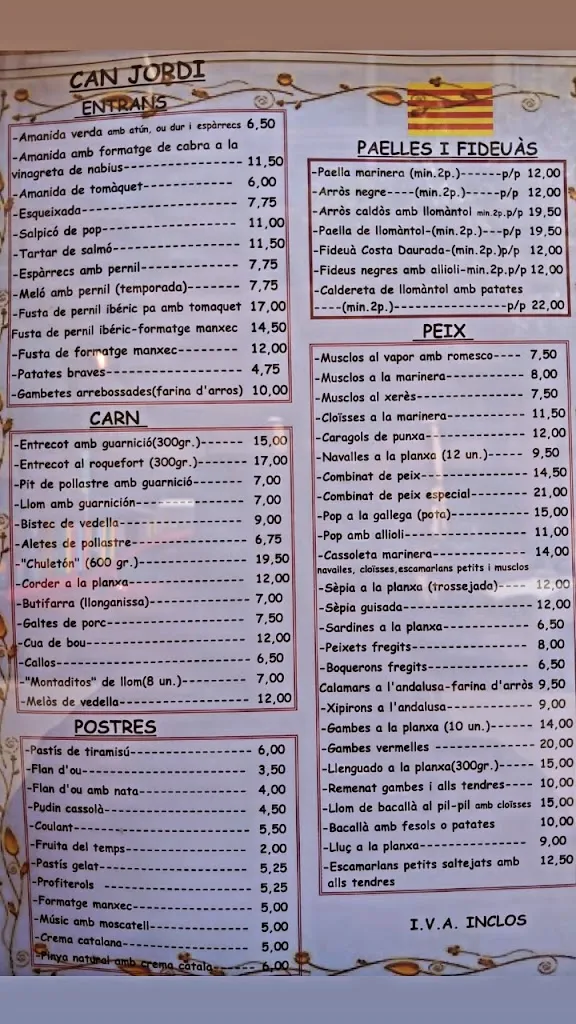 CAN JORDI
ENTRANS
-Amanida verda amb atún, ou dur i espàrrecs 6,50
-Amanida amb formatge de cabra a la
vinagreta de nabius------------------ 11,50
-Amanida de tomàquet---------------- 6,00
-Esqueixada-------------------------- 7,75
-Salpicó de pop----------------------- 11,00
-Tartar de salmó---------------------- 11,50
-Espàrrecs amb pernil---------------- 7,75
-Meló amb pernil (temporada)-------- 7,75
-Fusta de pernil ibéric pa amb tomaquet 17,00
Fusta de pernil ibéric-formatge manxec 14,50
-Fusta de formatge manxec---------- 12,00
-Patates braves---------------------- 4,75
-Gambetes arrebossades(farina d'arros) 10,00
CARN
-Entrecot amb guarnició(300gr.)------ 15,00
-Entrecot al roquefort (300gr.)------- 17,00
-Pit de pollastre amb guarnició------- 7,00
-Llom amb guarnición----------------- 7,00
-Bistec de vedella-------------------- 9,00
-Aletes de pollastre------------------ 6,75
-"Chuletón" (600 gr.)----------------- 19,50
-Corder a la planxa------------------- 12,00
-Butifarra (llonganissa)--------------- 7,00
-Galtes de porc----------------------- 7,50
-Cua de bou--------------------------- 12,00
-Callos-------------------------------- 6,50
-"Montaditos" de llom(8 un.)---------- 7,00
-Melòs de vedella--------------------- 12,00
POSTRES
-Pastís de tiramisú------------------- 6,00
-Flan d'ou---------------------------- 3,50
-Flan d'ou amb nata------------------ 4,00
-Pudin cassolà------------------------ 4,50
-Coulant------------------------------ 5,50
-Fruita del temps--------------------- 2,00
-Pastís gelat-------------------------- 5,25
-Profiterols -------------------------- 5,25
-Formatge manxec-------------------- 5,00
-Músic amb moscatell----------------- 5,00
-Crema catalana---------------------- 5,00
-Pinya natural amb crema catala------ 6,00
PAELLES I FIDEUÀS
-Paella marinera (min.2p.)------p/p 12,00
-Arròs negre----(min.2p.)-----p/p 12,00
-Arròs caldòs amb llomàntol min.2p.p/p 19,50
-Paella de llomàntol-(min.2p.)---p/p 19,50
-Fideuà Costa Daurada-(min.2p.)p/p 12,00
-Fideus negres amb allioli-min.2p.p/p 12,00
-Caldereta de llomàntol amb patates
----(min.2p.)--------------------p/p 22,00
PEIX
-Musclos al vapor amb romesco---- 7,50
-Musclos a la marinera------------ 8,00
-Musclos al xerès------------------ 7,50
-Cloïsses a la marinera------------ 11,50
-Caragols de punxa---------------- 12,00
-Navalles a la planxa (12 un.)------ 9,50
-Combinat de peix----------------- 14,50
-Combinat de peix especial-------- 21,00
-Pop a la gallega (pota)------------ 15,00
-Pop amb allioli-------------------- 11,00
-Cassoleta marinera--------------- 14,00
navalles, cloïsses,escamarlans petits i musclos
-Sèpia a la planxa (trossejada)---- 12,00
-Sèpia guisada--------------------- 12,00
-Sardines a la planxa-------------- 6,50
-Peixets fregits-------------------- 8,00
-Boquerons fregits----------------- 6,50
Calamars a l'andalusa-farina d'arròs 9,50
-Xipirons a l'andalusa-------------- 9,00
-Gambes a la planxa (10 un.)------- 14,00
-Gambes vermelles ---------------- 20,00
-Llenguado a la planxa(300gr.)----- 15,00
-Remenat gambes i alls tendres---- 10,00
-Llom de bacallà al pil-pil amb cloïsses 15,00
-Bacallà amb fesols o patates 10,00
-Lluç a la planxa------------------- 9,00
-Escamarlans petits saltejats amb 12,50
alls tendres
I.V.A. INCLOS